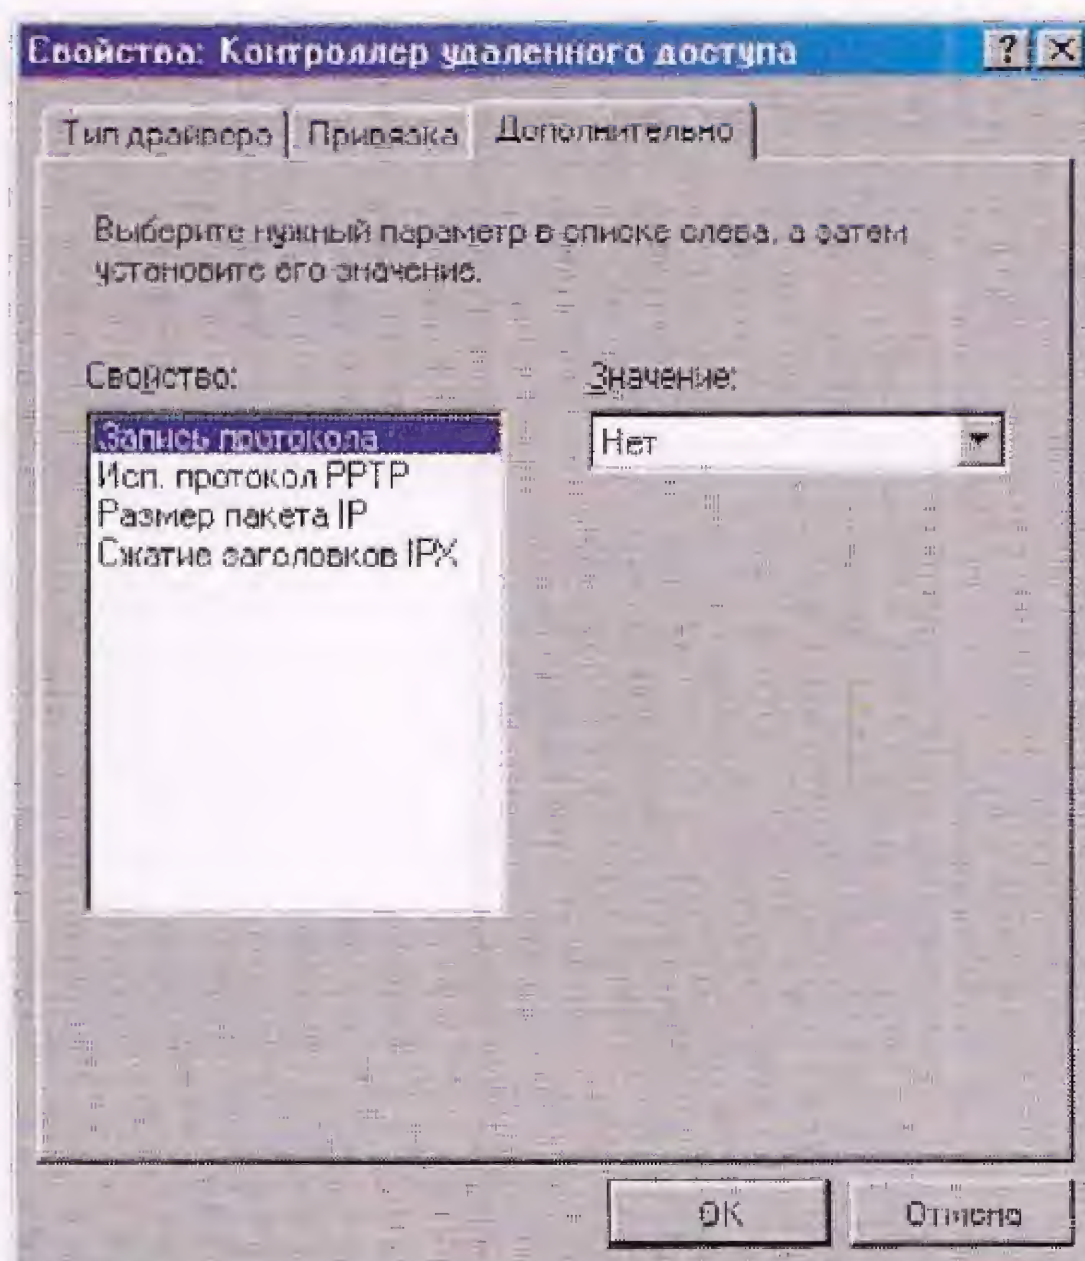 Свойства: Контроллер удаленного доступа
Тип драйвера Привязка Дополнительно
Выберите нужный параметр в списке слева, а затем
установите его значение.
Свойство: Значение:
Запись протокола Нет
Исп. протокол PPTP
Размер пакета IP
Сжатие заголовков IPX
OK Отмена